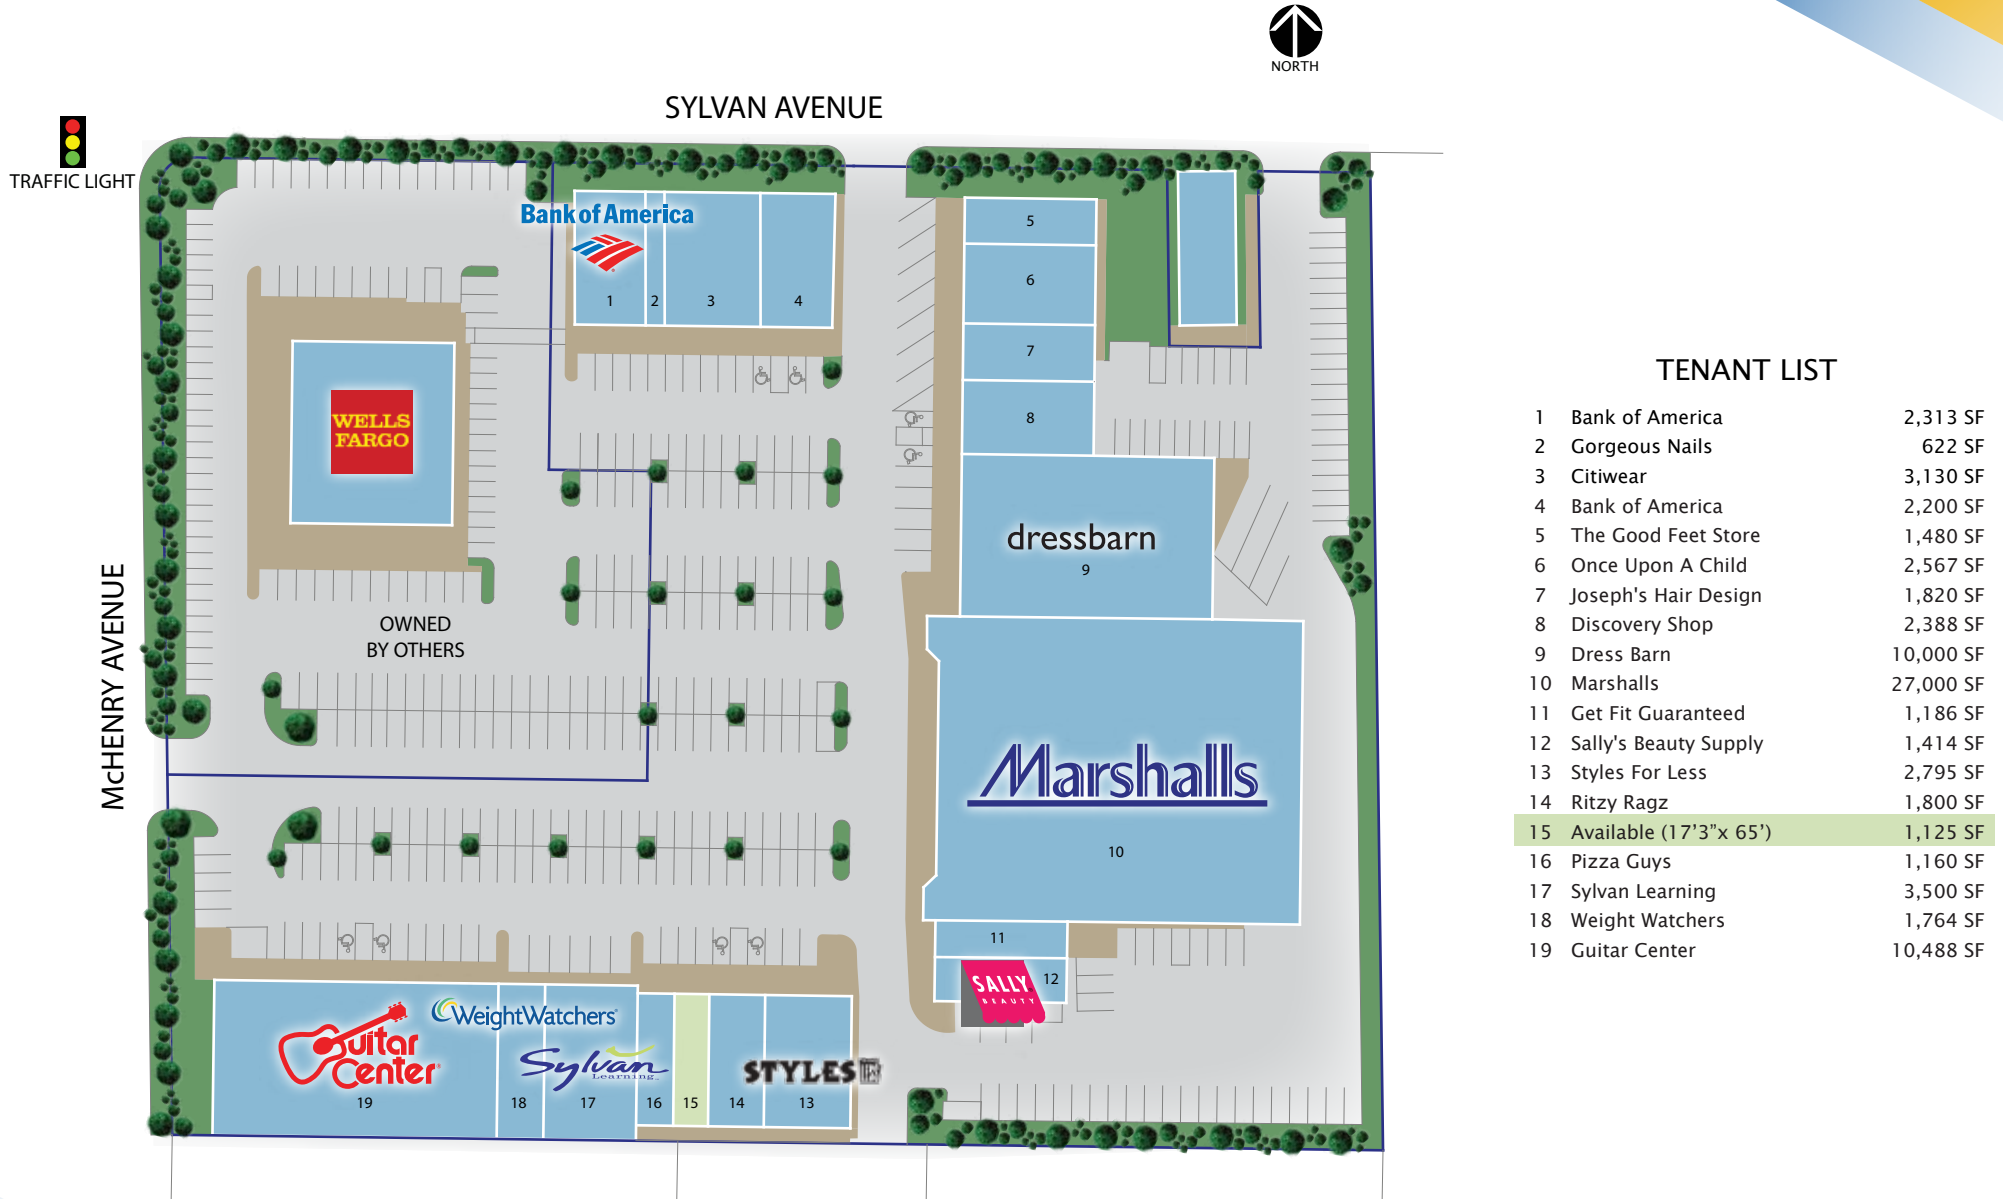 NORTH
SYLVAN AVENUE
TRAFFIC LIGHT
McHENRY AVENUE
Bank of America
1
2
3
4
WELLS
FARGO
OWNED
BY OTHERS
5
6
7
8
dressbarn
9
Marshalls
10
11
SALLY
BEAUTY
12
Guitar
Center
19
WeightWatchers
18
Sylvan
Learning
17
16
15
14
STYLES
13
TENANT LIST
1 Bank of America 2,313 SF
2 Gorgeous Nails 622 SF
3 Citiwear 3,130 SF
4 Bank of America 2,200 SF
5 The Good Feet Store 1,480 SF
6 Once Upon A Child 2,567 SF
7 Joseph's Hair Design 1,820 SF
8 Discovery Shop 2,388 SF
9 Dress Barn 10,000 SF
10 Marshalls 27,000 SF
11 Get Fit Guaranteed 1,186 SF
12 Sally's Beauty Supply 1,414 SF
13 Styles For Less 2,795 SF
14 Ritzy Ragz 1,800 SF
15 Available (17’3”x 65’) 1,125 SF
16 Pizza Guys 1,160 SF
17 Sylvan Learning 3,500 SF
18 Weight Watchers 1,764 SF
19 Guitar Center 10,488 SF